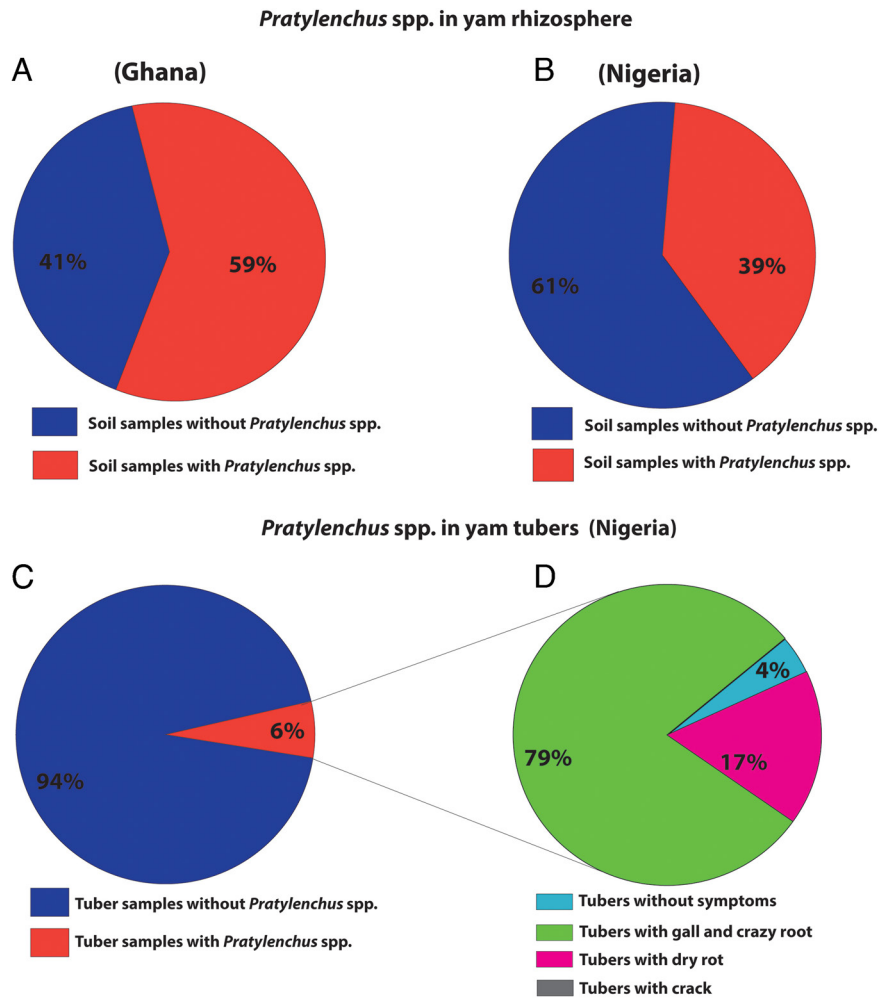 Pratylenchus spp. in yam rhizosphere
A
(Ghana)
41%
59%
Soil samples without Pratylenchus spp.
Soil samples with Pratylenchus spp.
B
(Nigeria)
61%
39%
Soil samples without Pratylenchus spp.
Soil samples with Pratylenchus spp.
Pratylenchus spp. in yam tubers (Nigeria)
C
94%
6%
Tuber samples without Pratylenchus spp.
Tuber samples with Pratylenchus spp.
D
4%
79%
17%
Tubers without symptoms
Tubers with gall and crazy root
Tubers with dry rot
Tubers with crack